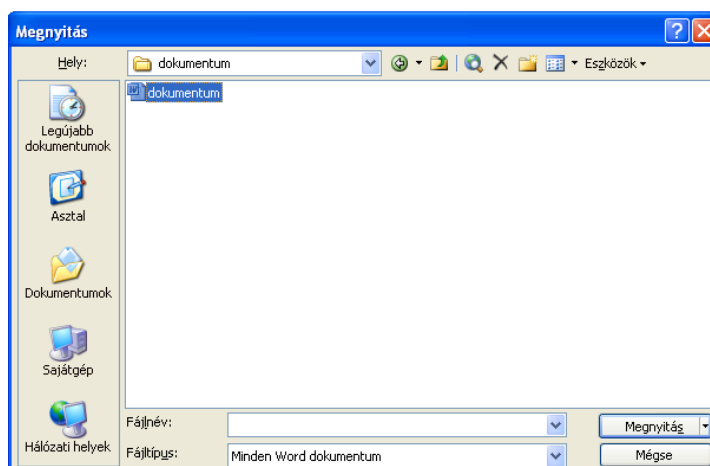 Megnyitás
Hely:
dokumentum
Eszközök
dokumentum
Legújabb
dokumentumok
Asztal
Dokumentumok
Sajátgép
Hálózati helyek
Fájlnév:
Megnyitás
Fájltípus:
Minden Word dokumentum
Mégse